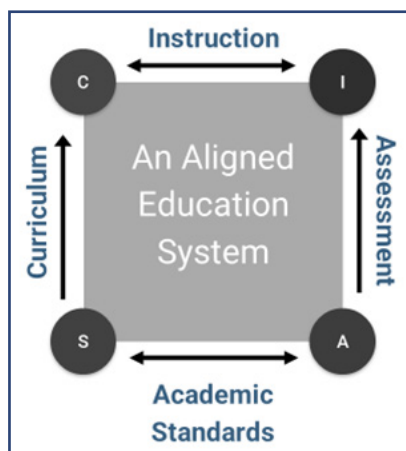 Instruction
C
I
An Aligned
Education
System
Curriculum
Assessment
S
A
Academic
Standards